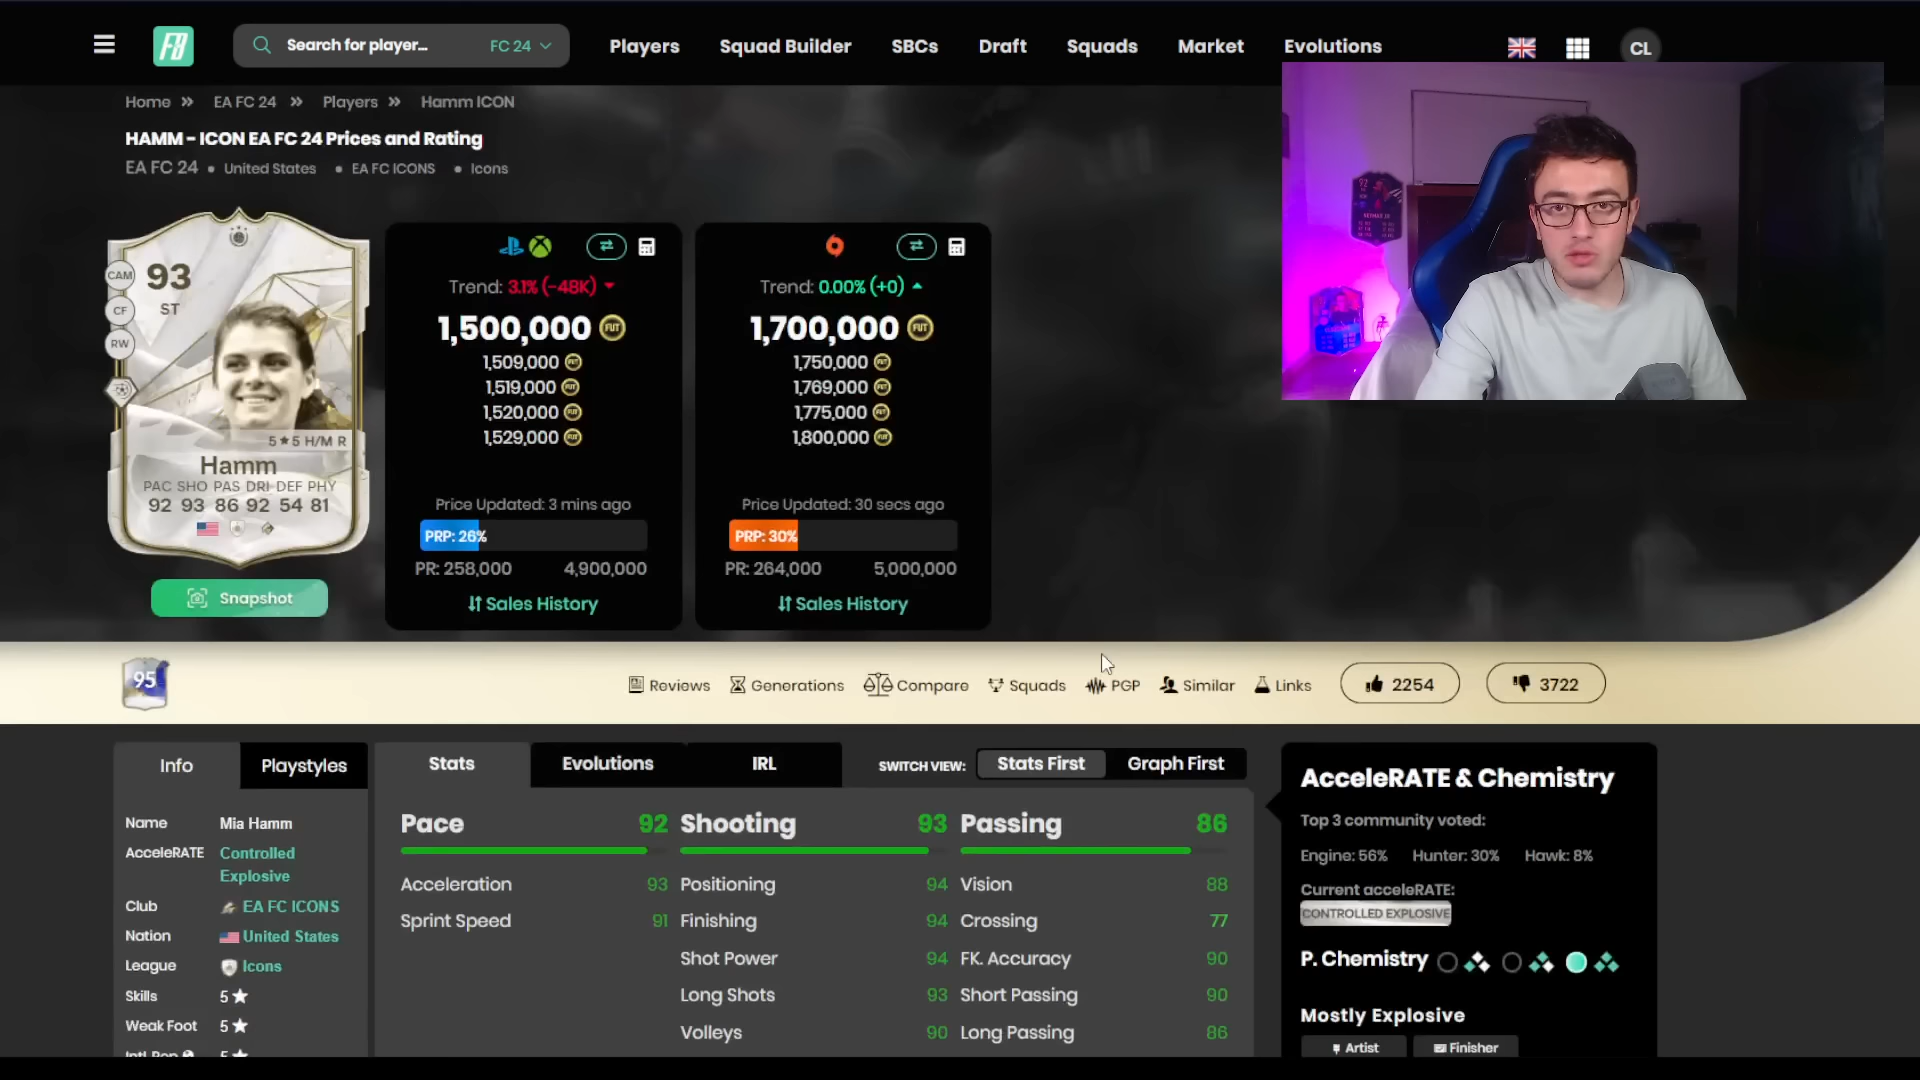 Search for player...
FC 24
Players
Squad Builder
SBCs
Draft
Squads
Market
Evolutions
CL
Home » EA FC 24 » Players » Hamm ICON
HAMM - ICON EA FC 24 Prices and Rating
EA FC 24 • United States • EA FC ICONS • Icons
CAM
CF
RW
93
ST
5★5 H/M R
Hamm
PAC SHO PAS DRI DEF PHY
92 93 86 92 54 81
Snapshot
Trend: 3.1% (-48K)
1,500,000
1,509,000
1,519,000
1,520,000
1,529,000
Price Updated: 3 mins ago
PRP: 26%
PR: 258,000 4,900,000
Sales History
Trend: 0.00% (+0)
1,700,000
1,750,000
1,769,000
1,775,000
1,800,000
Price Updated: 30 secs ago
PRP: 30%
PR: 264,000 5,000,000
Sales History
92
NEYMAR JR
95
Reviews
Generations
Compare
Squads
PGP
Similar
Links
2254
3722
Info
Playstyles
Name Mia Hamm
AcceleRATE Controlled
Explosive
Club EA FC ICONS
Nation United States
League Icons
Skills 5★
Weak Foot 5★
Stats
Evolutions
IRL
SWITCH VIEW:
Stats First
Graph First
Pace 92
Acceleration 93
Sprint Speed 91
Shooting 93
Positioning 94
Finishing 94
Shot Power 94
Long Shots 93
Volleys 90
Passing 86
Vision 88
Crossing 77
FK. Accuracy 90
Short Passing 90
Long Passing 86
AcceleRATE & Chemistry
Top 3 community voted:
Engine: 56% Hunter: 30% Hawk: 8%
Current acceleRATE:
CONTROLLED EXPLOSIVE
P. Chemistry
Mostly Explosive
Artist
Finisher